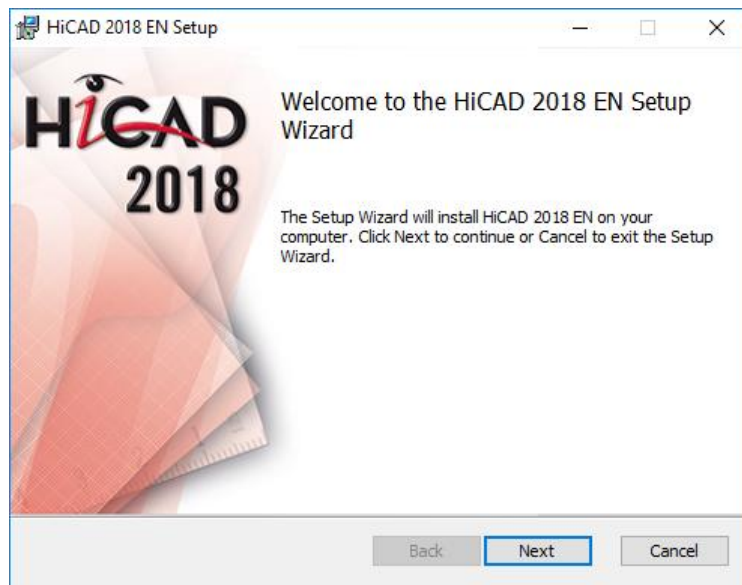 HiCAD 2018 EN Setup
HiCAD
2018
Welcome to the HiCAD 2018 EN Setup
Wizard
The Setup Wizard will install HiCAD 2018 EN on your
computer. Click Next to continue or Cancel to exit the Setup
Wizard.
Back Next Cancel